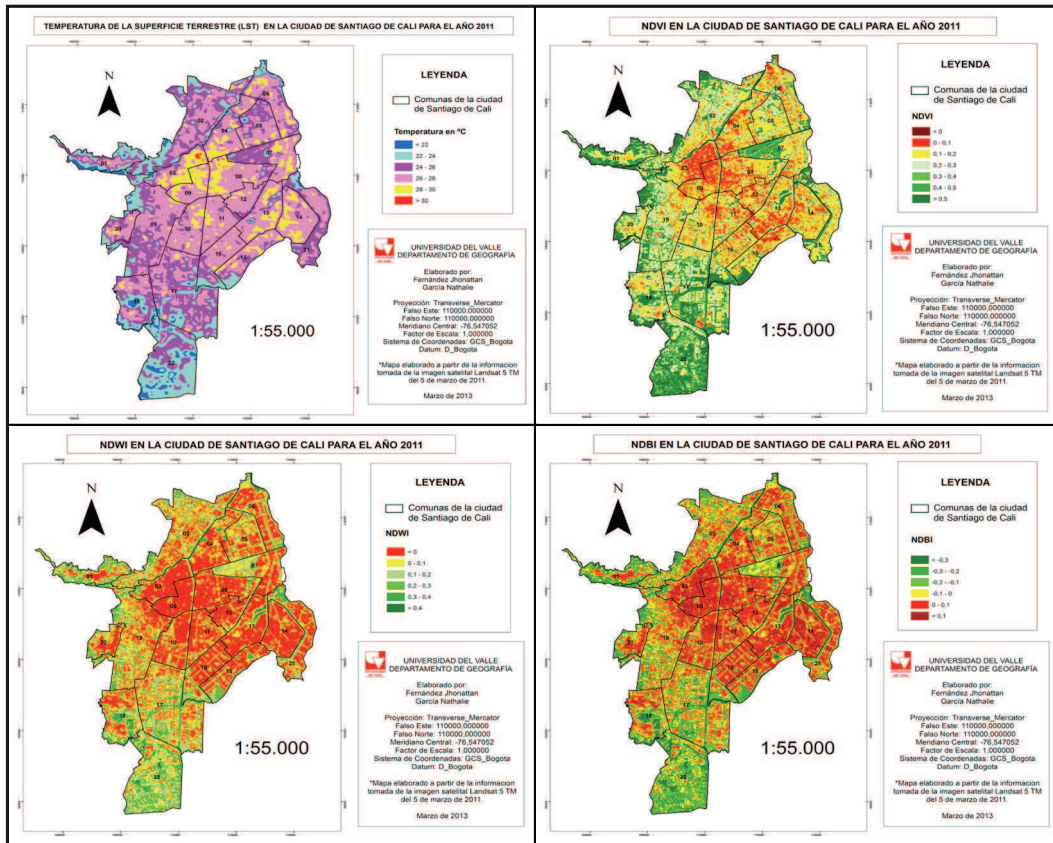 TEMPERATURA DE LA SUPERFICIE TERRESTRE (LST) EN LA CIUDAD DE SANTIAGO DE CALI PARA EL AÑO 2011
N
LEYENDA
Comunas de la ciudad
de Santiago de Cali
Temperatura en ºC
< 22
22 - 24
24 - 26
26 - 28
28 - 30
> 30
UNIVERSIDAD DEL VALLE
DEPARTAMENTO DE GEOGRAFÍA
Elaborado por:
Fernández Jhonattan
García Nathalie
Proyección: Transverse_Mercator
Falso Este: 110000,000000
Falso Norte: 110000,000000
Meridiano Central: -76,547052
Factor de Escala: 1,000000
Sistema de Coordenadas: GCS_Bogota
Datum: D_Bogota
*Mapa elaborado a partir de la informacion
tomada de la imagen satelital Landsat 5 TM
del 5 de marzo de 2011.
Marzo de 2013
1:55.000
NDVI EN LA CIUDAD DE SANTIAGO DE CALI PARA EL AÑO 2011
N
LEYENDA
Comunas de la ciudad
de Santiago de Cali
NDVI
< 0
0 - 0,1
0,1 - 0,2
0,2 - 0,3
0,3 - 0,4
0,4 - 0,5
> 0,5
UNIVERSIDAD DEL VALLE
DEPARTAMENTO DE GEOGRAFÍA
Elaborado por:
Fernández Jhonattan
García Nathalie
Proyección: Transverse_Mercator
Falso Este: 110000,000000
Falso Norte: 110000,000000
Meridiano Central: -76,547052
Factor de Escala: 1,000000
Sistema de Coordenadas: GCS_Bogota
Datum: D_Bogota
*Mapa elaborado a partir de la informacion
tomada de la imagen satelital Landsat 5 TM
del 5 de marzo de 2011.
Marzo de 2013
1:55.000
NDWI EN LA CIUDAD DE SANTIAGO DE CALI PARA EL AÑO 2011
N
LEYENDA
Comunas de la ciudad
de Santiago de Cali
NDWI
< 0
0 - 0,1
0,1 - 0,2
0,2 - 0,3
0,3 - 0,4
> 0,4
UNIVERSIDAD DEL VALLE
DEPARTAMENTO DE GEOGRAFÍA
Elaborado por:
Fernández Jhonattan
García Nathalie
Proyección: Transverse_Mercator
Falso Este: 110000,000000
Falso Norte: 110000,000000
Meridiano Central: -76,547052
Factor de Escala: 1,000000
Sistema de Coordenadas: GCS_Bogota
Datum: D_Bogota
*Mapa elaborado a partir de la informacion
tomada de la imagen satelital Landsat 5 TM
del 5 de marzo de 2011.
Marzo de 2013
1:55.000
NDBI EN LA CIUDAD DE SANTIAGO DE CALI PARA EL AÑO 2011
N
LEYENDA
Comunas de la ciudad
de Santiago de Cali
NDBI
< -0,3
-0,3 - -0,2
-0,2 - -0,1
-0,1 - 0
0 - 0,1
> 0,1
UNIVERSIDAD DEL VALLE
DEPARTAMENTO DE GEOGRAFÍA
Elaborado por:
Fernández Jhonattan
García Nathalie
Proyección: Transverse_Mercator
Falso Este: 110000,000000
Falso Norte: 110000,000000
Meridiano Central: -76,547052
Factor de Escala: 1,000000
Sistema de Coordenadas: GCS_Bogota
Datum: D_Bogota
*Mapa elaborado a partir de la informacion
tomada de la imagen satelital Landsat 5 TM
del 5 de marzo de 2011.
Marzo de 2013
1:55.000